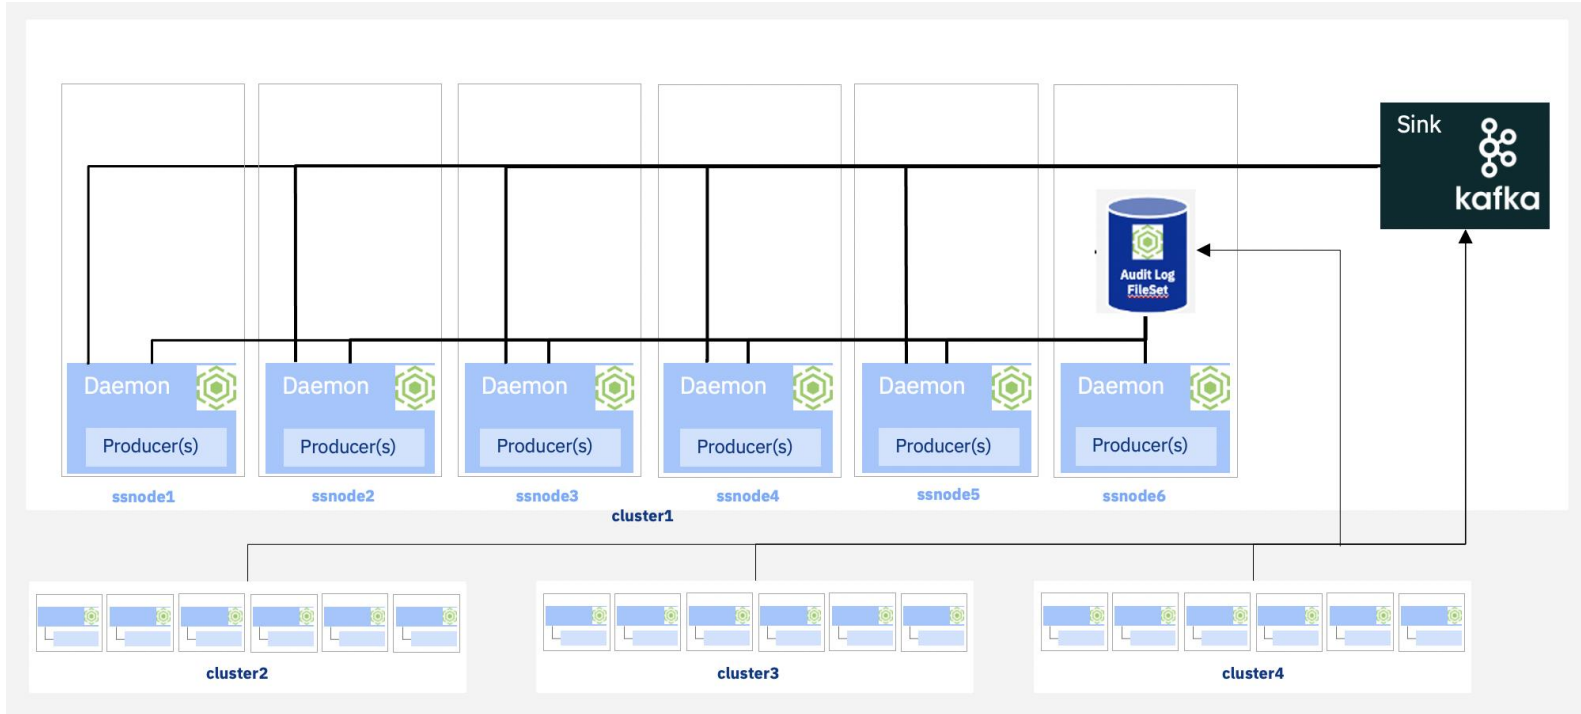 Sink
kafka
Audit Log
FileSet
Daemon
Daemon
Daemon
Daemon
Daemon
Daemon
Producer(s)
Producer(s)
Producer(s)
Producer(s)
Producer(s)
Producer(s)
ssnode1
ssnode2
ssnode3
ssnode4
ssnode5
ssnode6
cluster1
cluster2
cluster3
cluster4